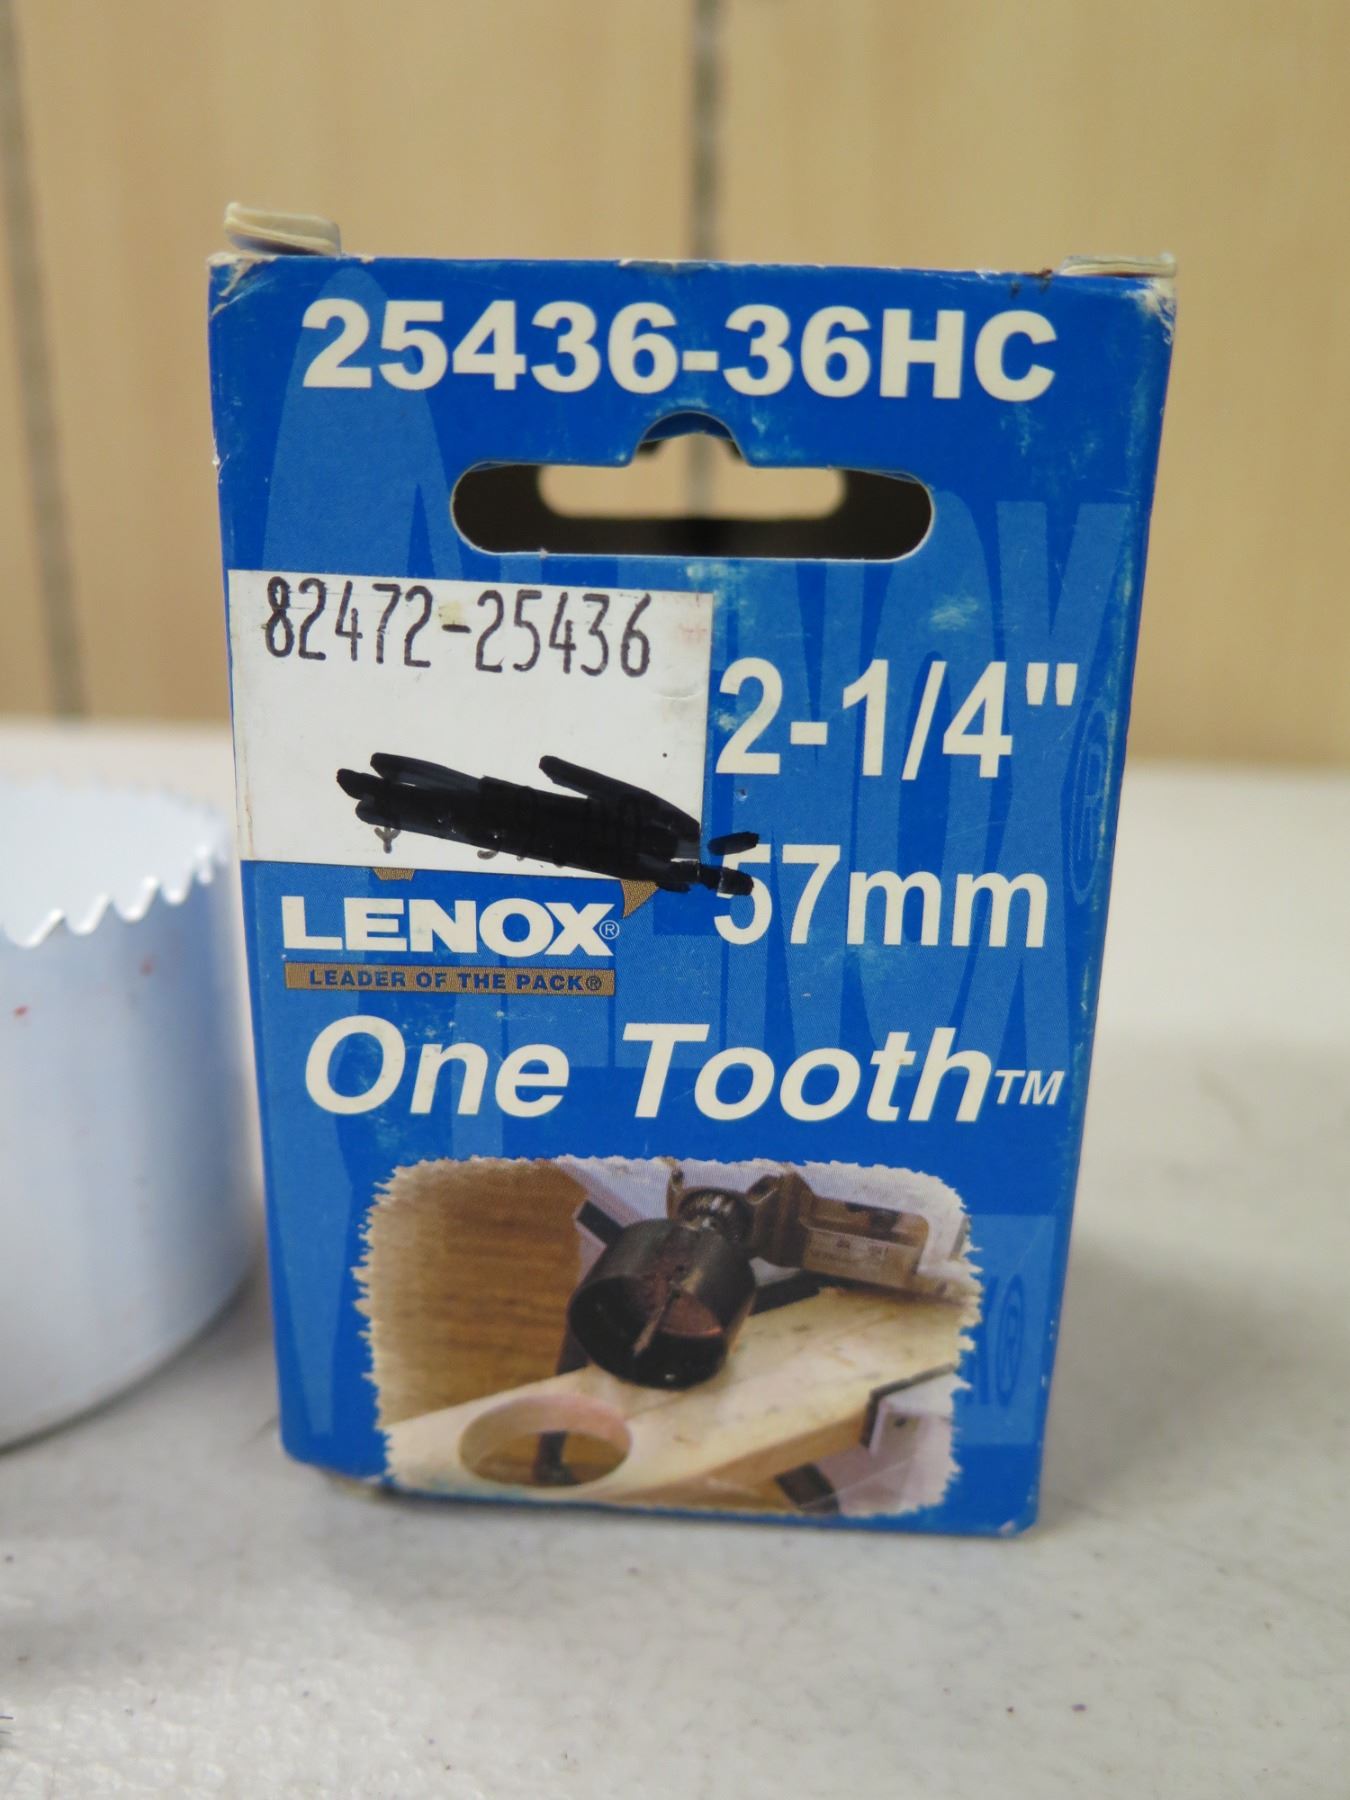 25436-36HC
82472-25436
2-1/4"
57mm
LENOX®
LEADER OF THE PACK®
One Tooth™